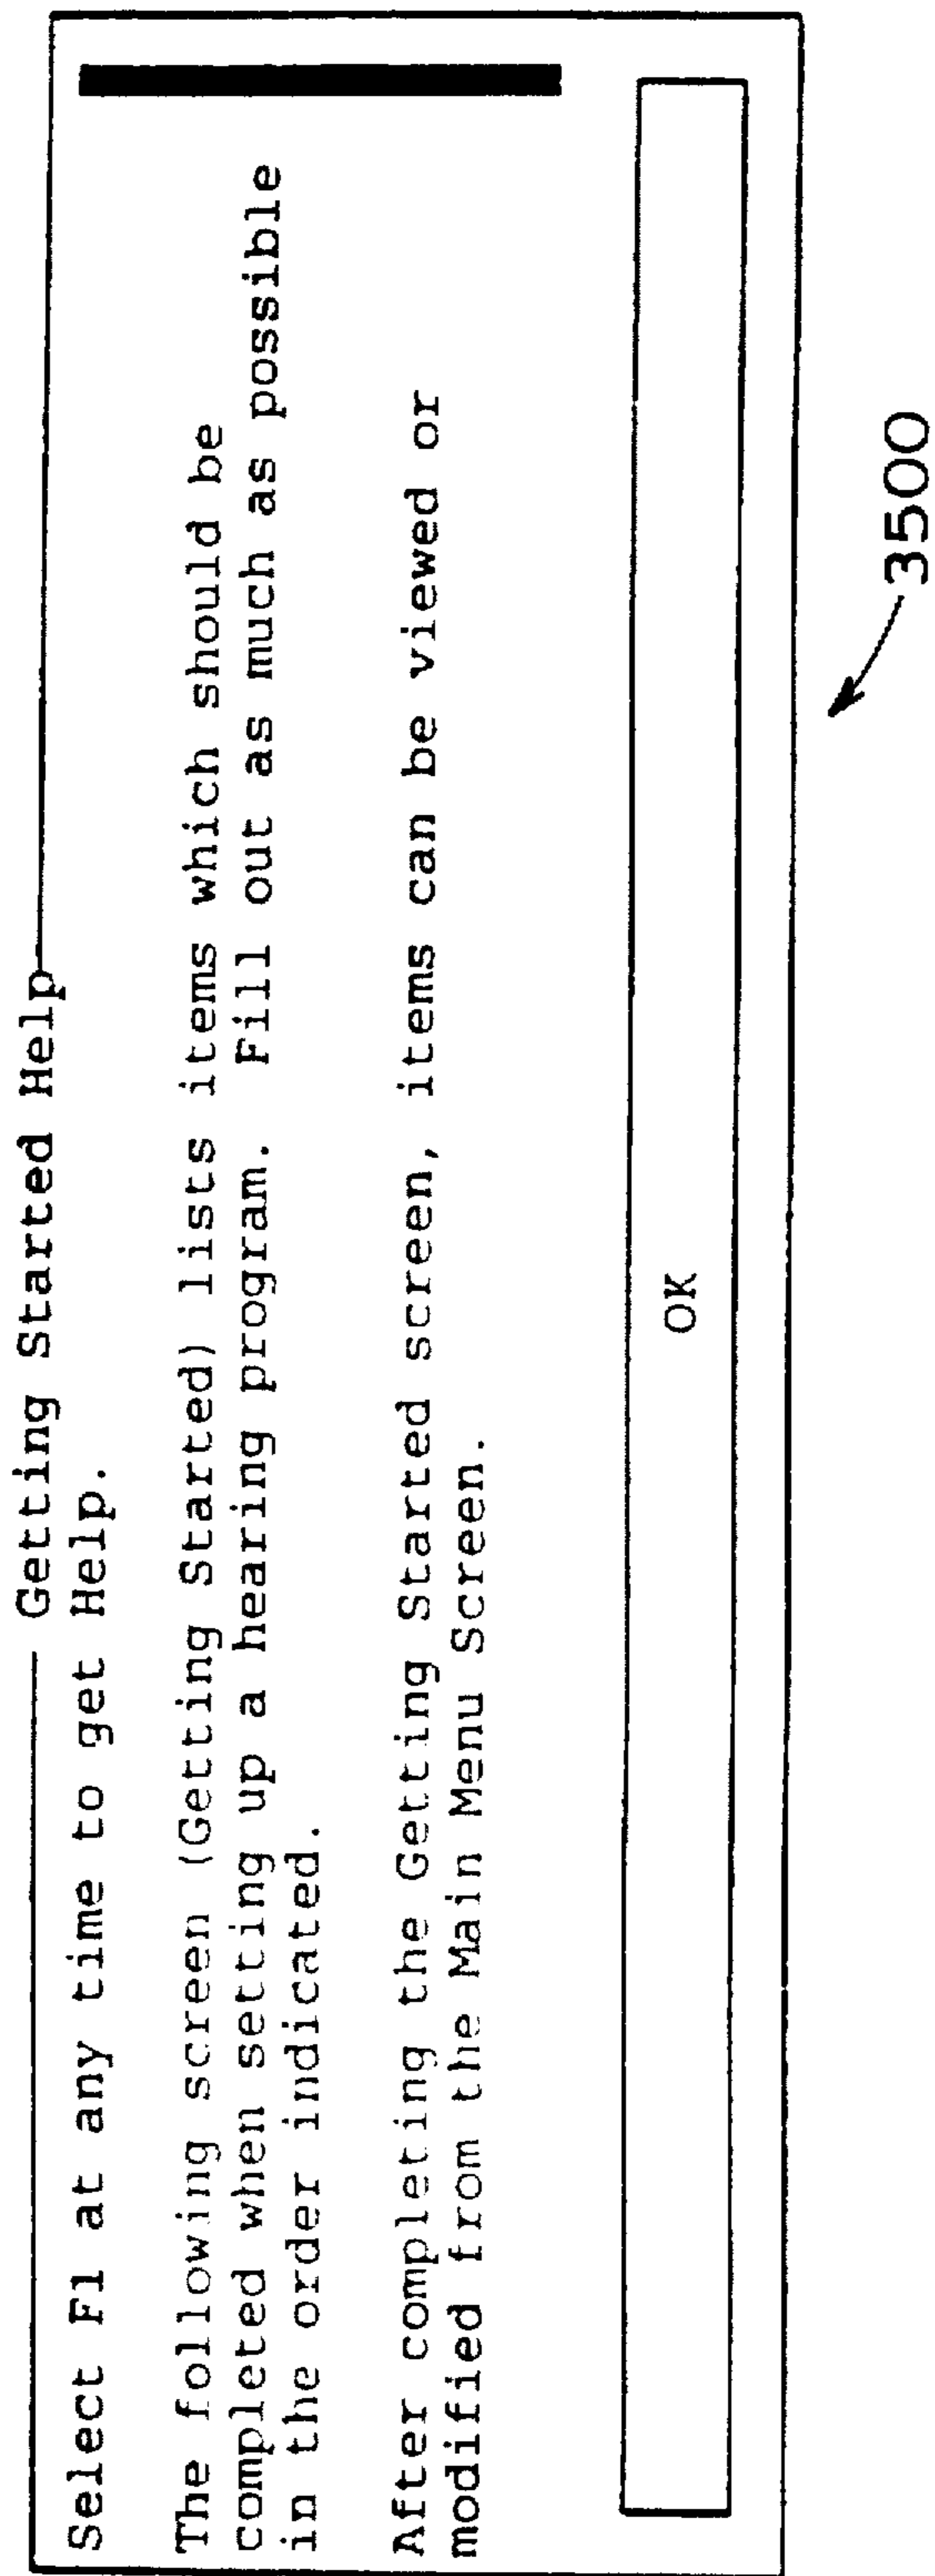 Getting Started Help
Select F1 at any time to get Help.
The following screen (Getting Started) lists items which should be
completed when setting up a hearing program. Fill out as much as possible
in the order indicated.
After completing the Getting Started screen, items can be viewed or
modified from the Main Menu Screen.
OK
3500